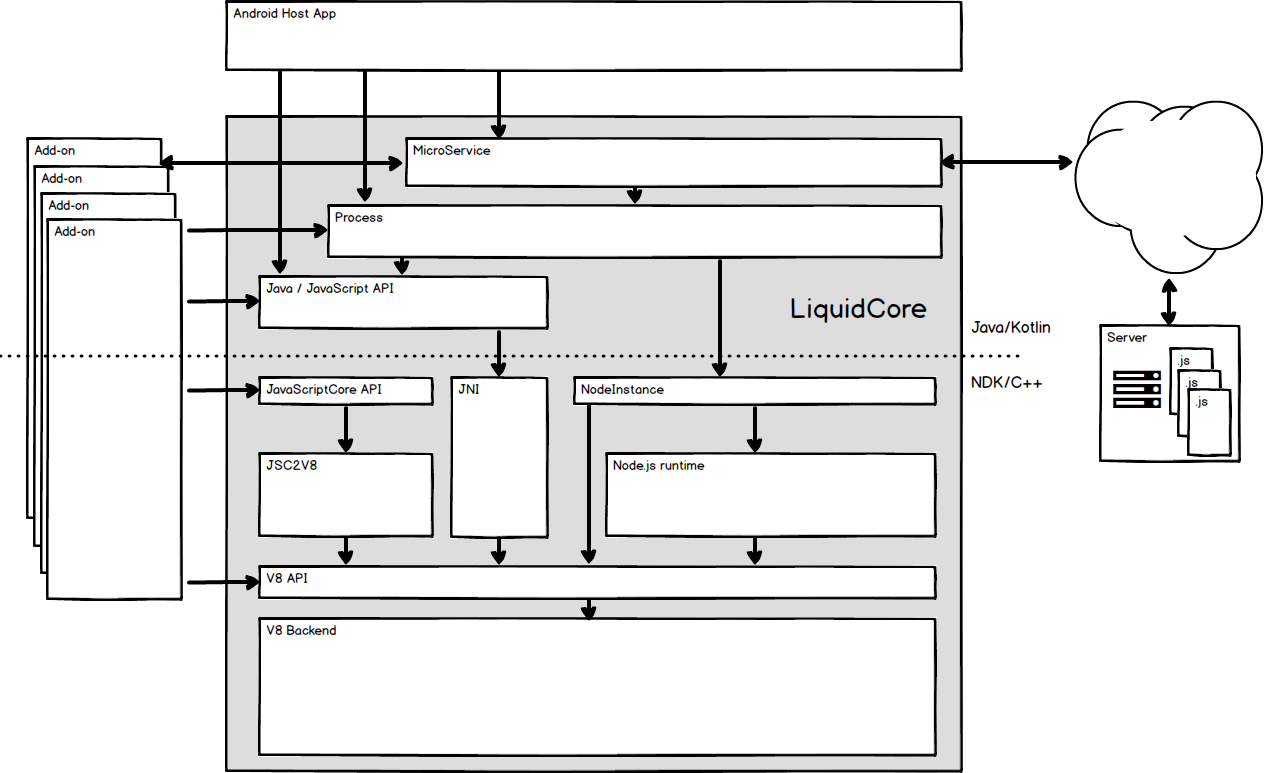 Android Host App
Add-on
Add-on
Add-on
Add-on
MicroService
Process
Java / JavaScript API
LiquidCore
Java/Kotlin
NDK/C++
Server
.js
.js
.js
JavaScriptCore API
JNI
NodeInstance
JSC2V8
Node.js runtime
V8 API
V8 Backend